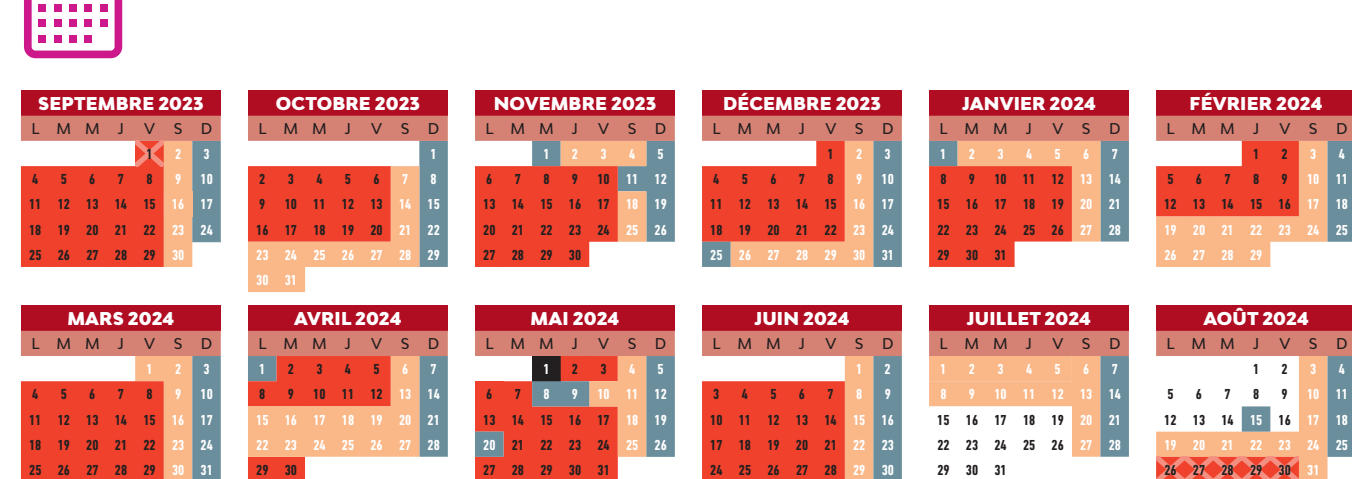 SEPTEMBRE 2023
L M M J V S D
1 2 3
4 5 6 7 8 9 10
11 12 13 14 15 16 17
18 19 20 21 22 23 24
25 26 27 28 29 30
OCTOBRE 2023
L M M J V S D
1
2 3 4 5 6 7 8
9 10 11 12 13 14 15
16 17 18 19 20 21 22
23 24 25 26 27 28 29
30 31
NOVEMBRE 2023
L M M J V S D
1 2 3 4 5
6 7 8 9 10 11 12
13 14 15 16 17 18 19
20 21 22 23 24 25 26
27 28 29 30
DÉCEMBRE 2023
L M M J V S D
1 2 3
4 5 6 7 8 9 10
11 12 13 14 15 16 17
18 19 20 21 22 23 24
25 26 27 28 29 30 31
JANVIER 2024
L M M J V S D
1 2 3 4 5 6 7
8 9 10 11 12 13 14
15 16 17 18 19 20 21
22 23 24 25 26 27 28
29 30 31
FÉVRIER 2024
L M M J V S D
1 2 3 4
5 6 7 8 9 10 11
12 13 14 15 16 17 18
19 20 21 22 23 24 25
26 27 28 29
MARS 2024
L M M J V S D
1 2 3
4 5 6 7 8 9 10
11 12 13 14 15 16 17
18 19 20 21 22 23 24
25 26 27 28 29 30 31
AVRIL 2024
L M M J V S D
1 2 3 4 5 6 7
8 9 10 11 12 13 14
15 16 17 18 19 20 21
22 23 24 25 26 27 28
29 30
MAI 2024
L M M J V S D
1 2 3 4 5
6 7 8 9 10 11 12
13 14 15 16 17 18 19
20 21 22 23 24 25 26
27 28 29 30 31
JUIN 2024
L M M J V S D
1 2
3 4 5 6 7 8 9
10 11 12 13 14 15 16
17 18 19 20 21 22 23
24 25 26 27 28 29 30
JUILLET 2024
L M M J V S D
1 2 3 4 5 6 7
8 9 10 11 12 13 14
15 16 17 18 19 20 21
22 23 24 25 26 27 28
29 30 31
AOÛT 2024
L M M J V S D
1 2 3 4
5 6 7 8 9 10 11
12 13 14 15 16 17 18
19 20 21 22 23 24 25
26 27 28 29 30 31